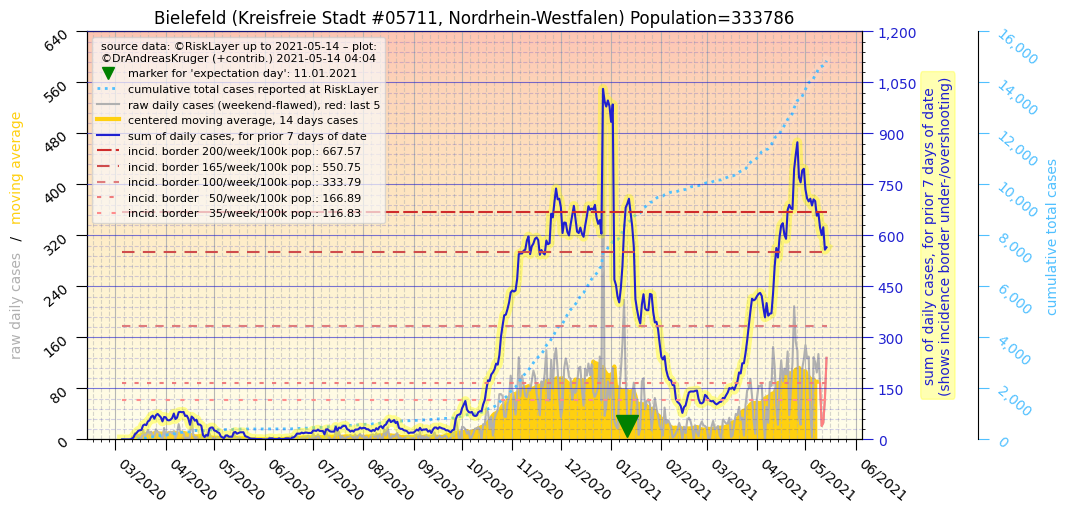 Bielefeld (Kreisfreie Stadt #05711, Nordrhein-Westfalen) Population=333786
source data: ©RiskLayer up to 2021-05-14 – plot:
©DrAndreasKruger (+contrib.) 2021-05-14 04:04
marker for 'expectation day': 11.01.2021
cumulative total cases reported at RiskLayer
raw daily cases (weekend-flawed), red: last 5
centered moving average, 14 days cases
sum of daily cases, for prior 7 days of date
incid. border 200/week/100k pop.: 667.57
incid. border 165/week/100k pop.: 550.75
incid. border 100/week/100k pop.: 333.79
incid. border 50/week/100k pop.: 166.89
incid. border 35/week/100k pop.: 116.83
raw daily cases / moving average
640
560
480
400
320
240
160
80
0
03/2020
04/2020
05/2020
06/2020
07/2020
08/2020
09/2020
10/2020
11/2020
12/2020
01/2021
02/2021
03/2021
04/2021
05/2021
06/2021
1,200
1,050
900
750
600
450
300
150
0
sum of daily cases, for prior 7 days of date
(shows incidence border under-/overshooting)
16,000
14,000
12,000
10,000
8,000
6,000
4,000
2,000
0
cumulative total cases